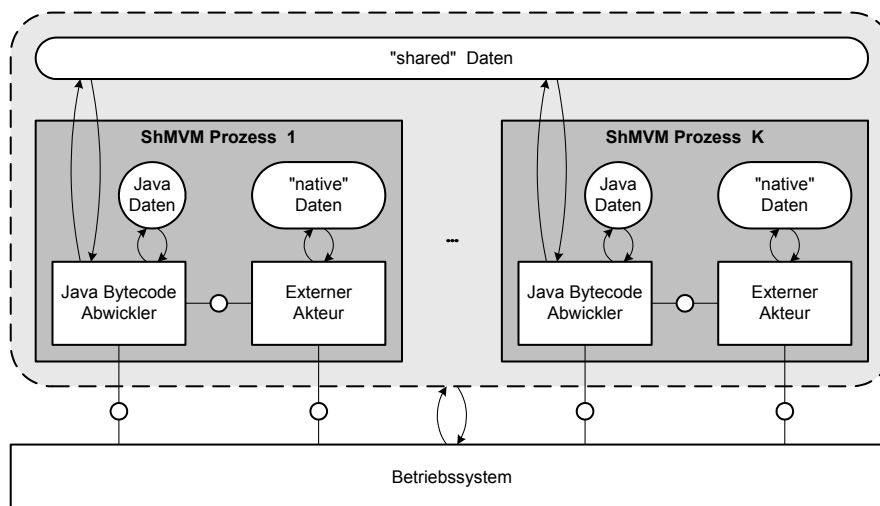 "shared" Daten
ShMVM Prozess 1
ShMVM Prozess K
Java
Daten
"native"
Daten
Java
Daten
"native"
Daten
...
Java Bytecode
Abwickler
Externer
Akteur
Java Bytecode
Abwickler
Externer
Akteur
Betriebssystem